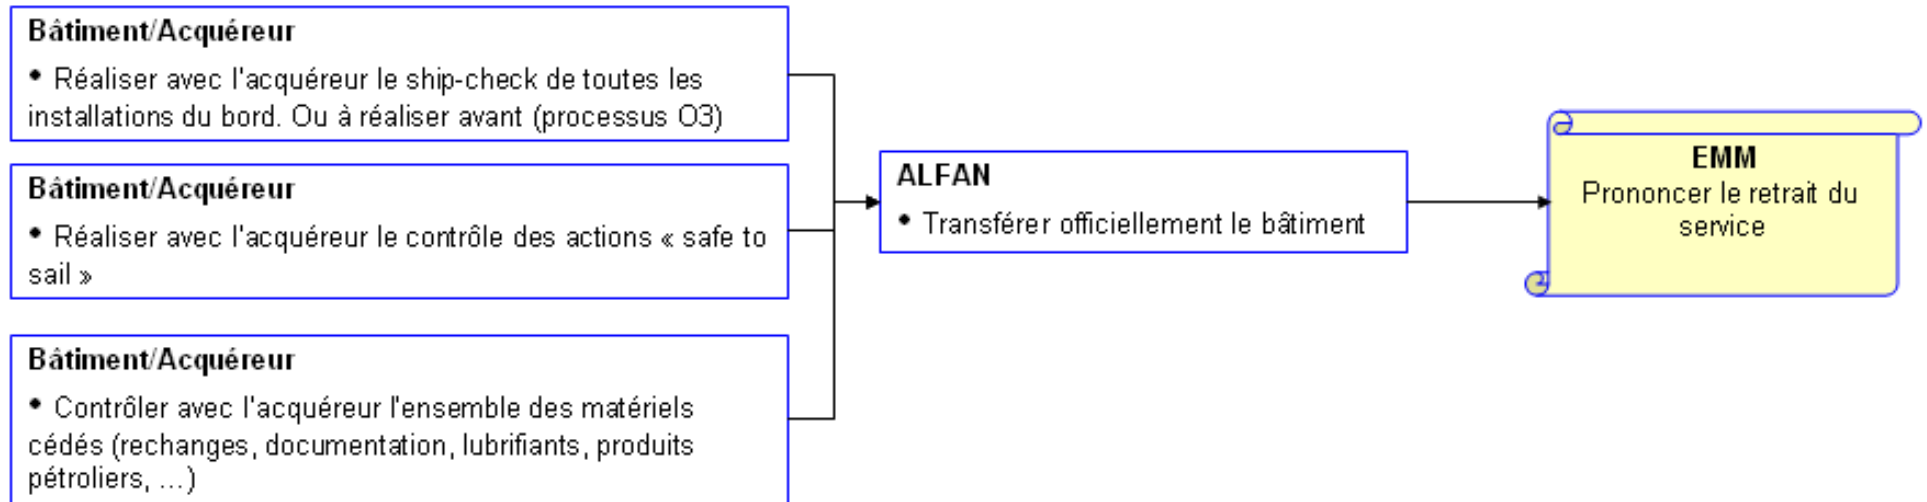 Bâtiment/Acquéreur
• Réaliser avec l'acquéreur le ship-check de toutes les
installations du bord. Ou à réaliser avant (processus O3)
Bâtiment/Acquéreur
• Réaliser avec l'acquéreur le contrôle des actions « safe to
sail »
Bâtiment/Acquéreur
• Contrôler avec l'acquéreur l'ensemble des matériels
cédés (rechanges, documentation, lubrifiants, produits
pétroliers, ...)
ALFAN
• Transférer officiellement le bâtiment
EMM
Prononcer le retrait du
service